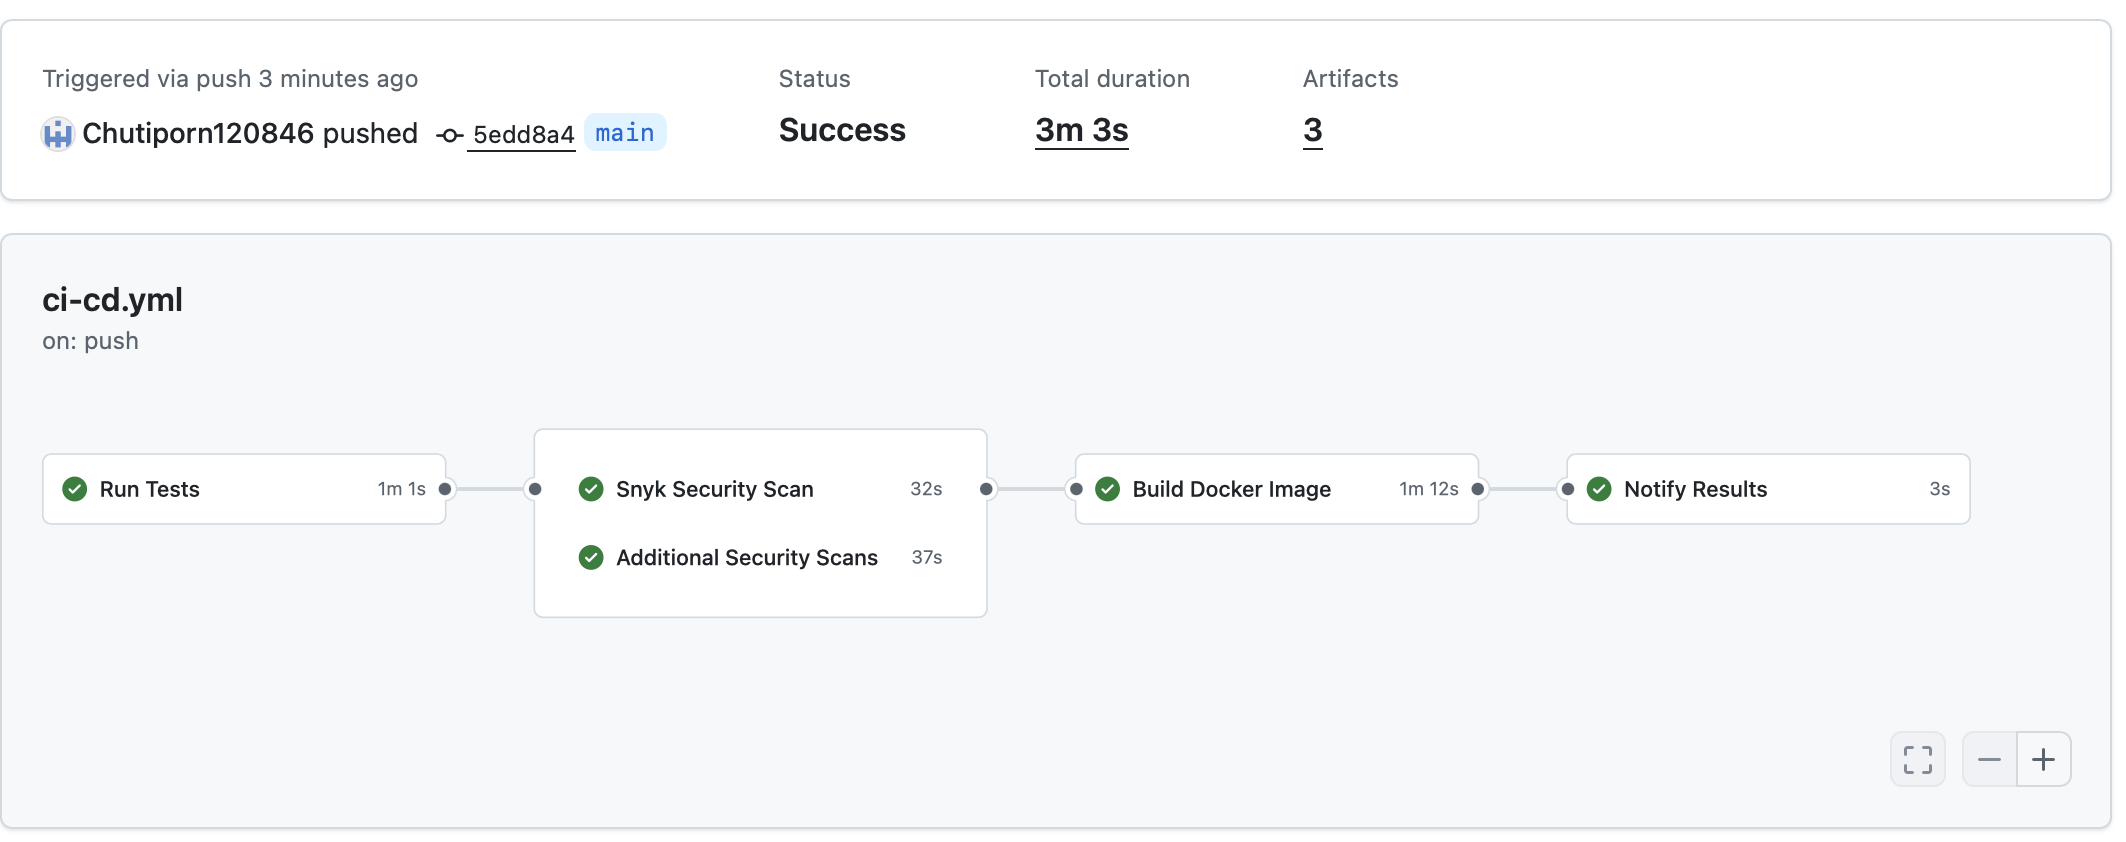 Triggered via push 3 minutes ago
Chutiporn120846 pushed 5edd8a4 main
Status
Success
Total duration
3m 3s
Artifacts
3
ci-cd.yml
on: push
Run Tests 1m 1s
Snyk Security Scan 32s
Additional Security Scans 37s
Build Docker Image 1m 12s
Notify Results 3s